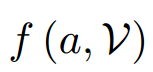 f (a, 𝒱)